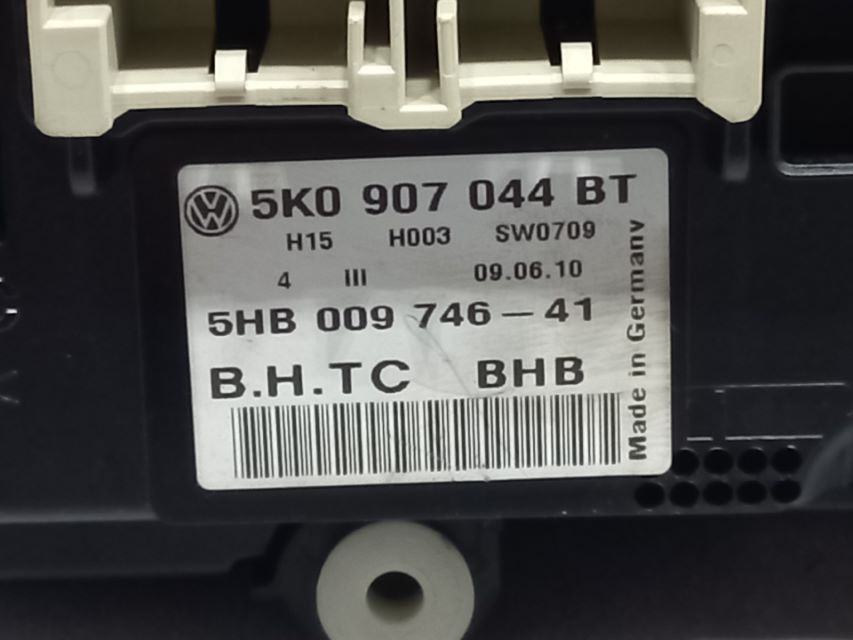 5K0 907 044 BT
H15 H003 SW0709
4 III 09.06.10
5HB 009 746-41
B.H.TC BHB
Made in Germany